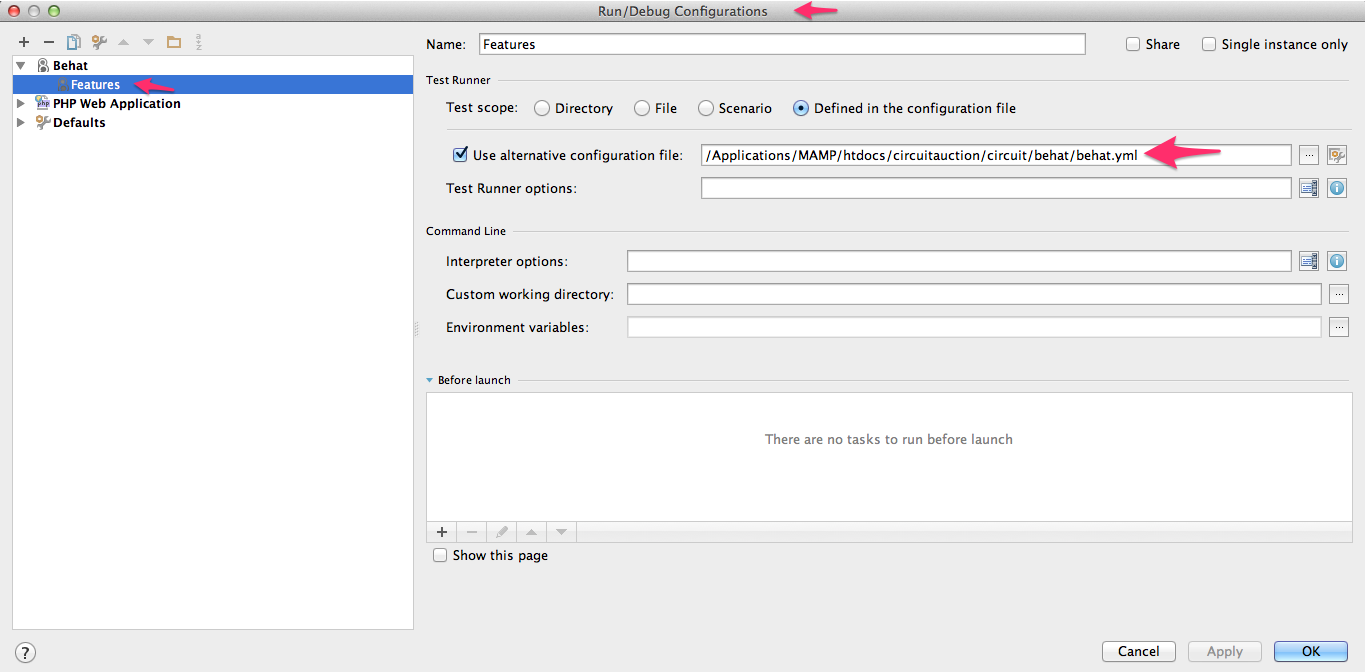 Run/Debug Configurations
Name: Features
Share
Single instance only
Behat
Features
PHP Web Application
Defaults
Test Runner
Test scope: Directory File Scenario Defined in the configuration file
Use alternative configuration file: /Applications/MAMP/htdocs/circuitauction/circuit/behat/behat.yml ...
Test Runner options:
Command Line
Interpreter options:
Custom working directory: ...
Environment variables: ...
Before launch
There are no tasks to run before launch
Show this page
? Cancel Apply OK